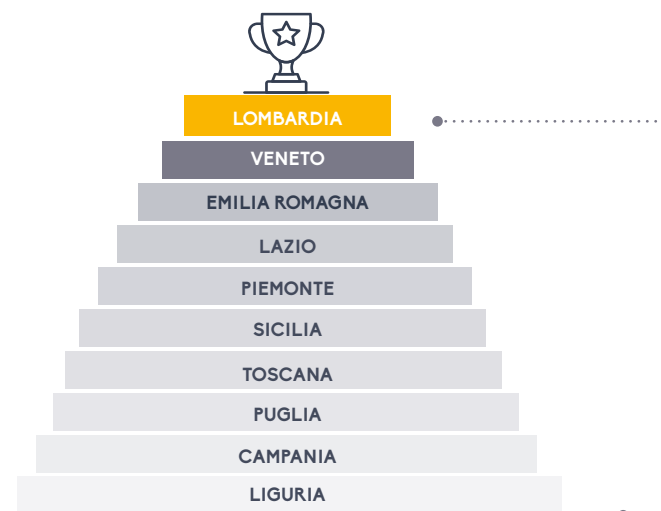 LOMBARDIA
VENETO
EMILIA ROMAGNA
LAZIO
PIEMONTE
SICILIA
TOSCANA
PUGLIA
CAMPANIA
LIGURIA